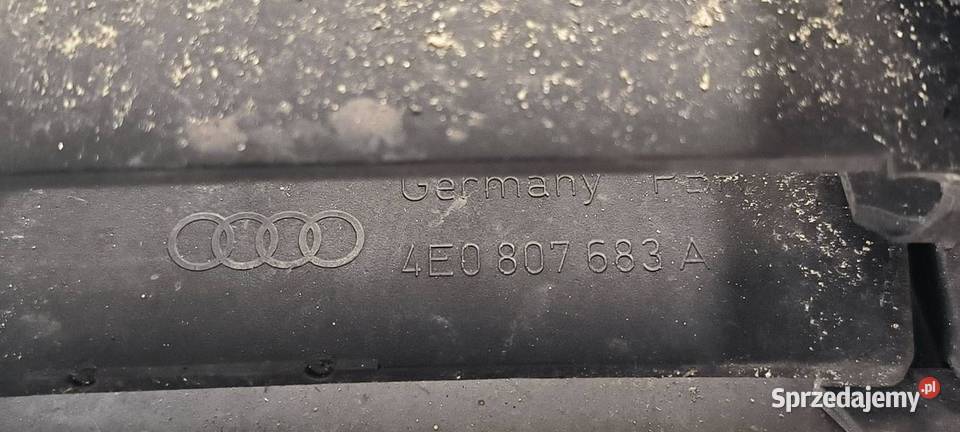 Germany
4E0 807 683 A
Sprzedajemy.pl